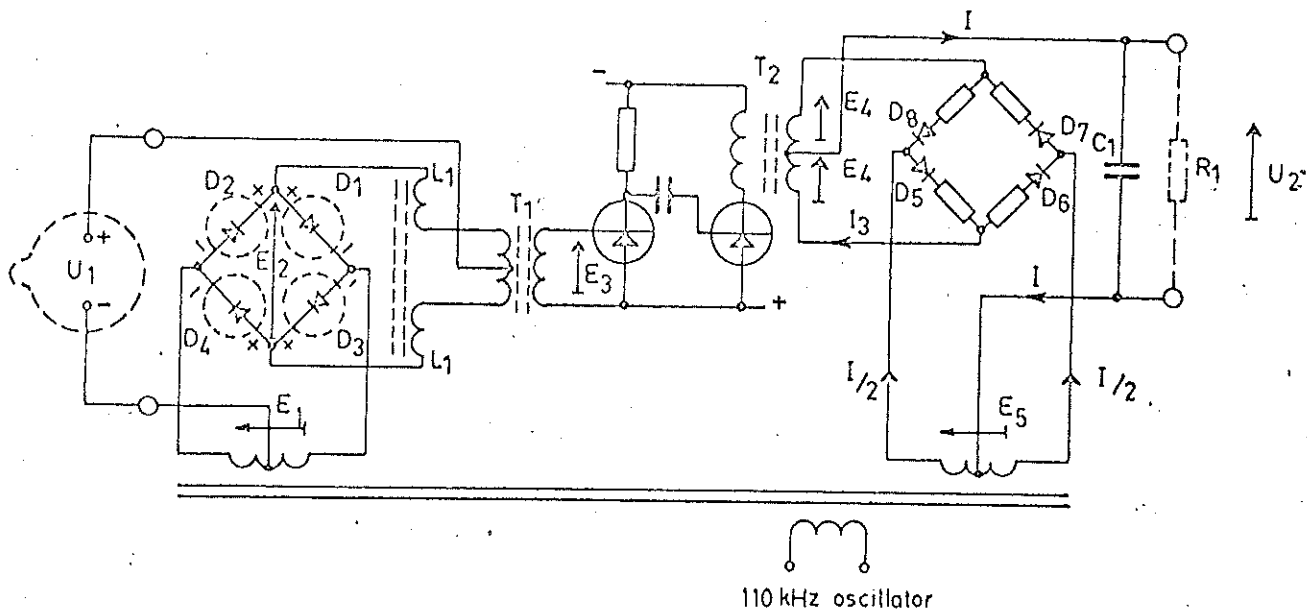 I
T2
E4
D8
D7
C1
R1
U2
E4
D5
D6
I3
L1
D2
D1
x x
T1
E2
U1
+
-
E3
-
+
D4
D3
x x
L1
I
I/2
I/2
E1
E5
110 kHz oscillator